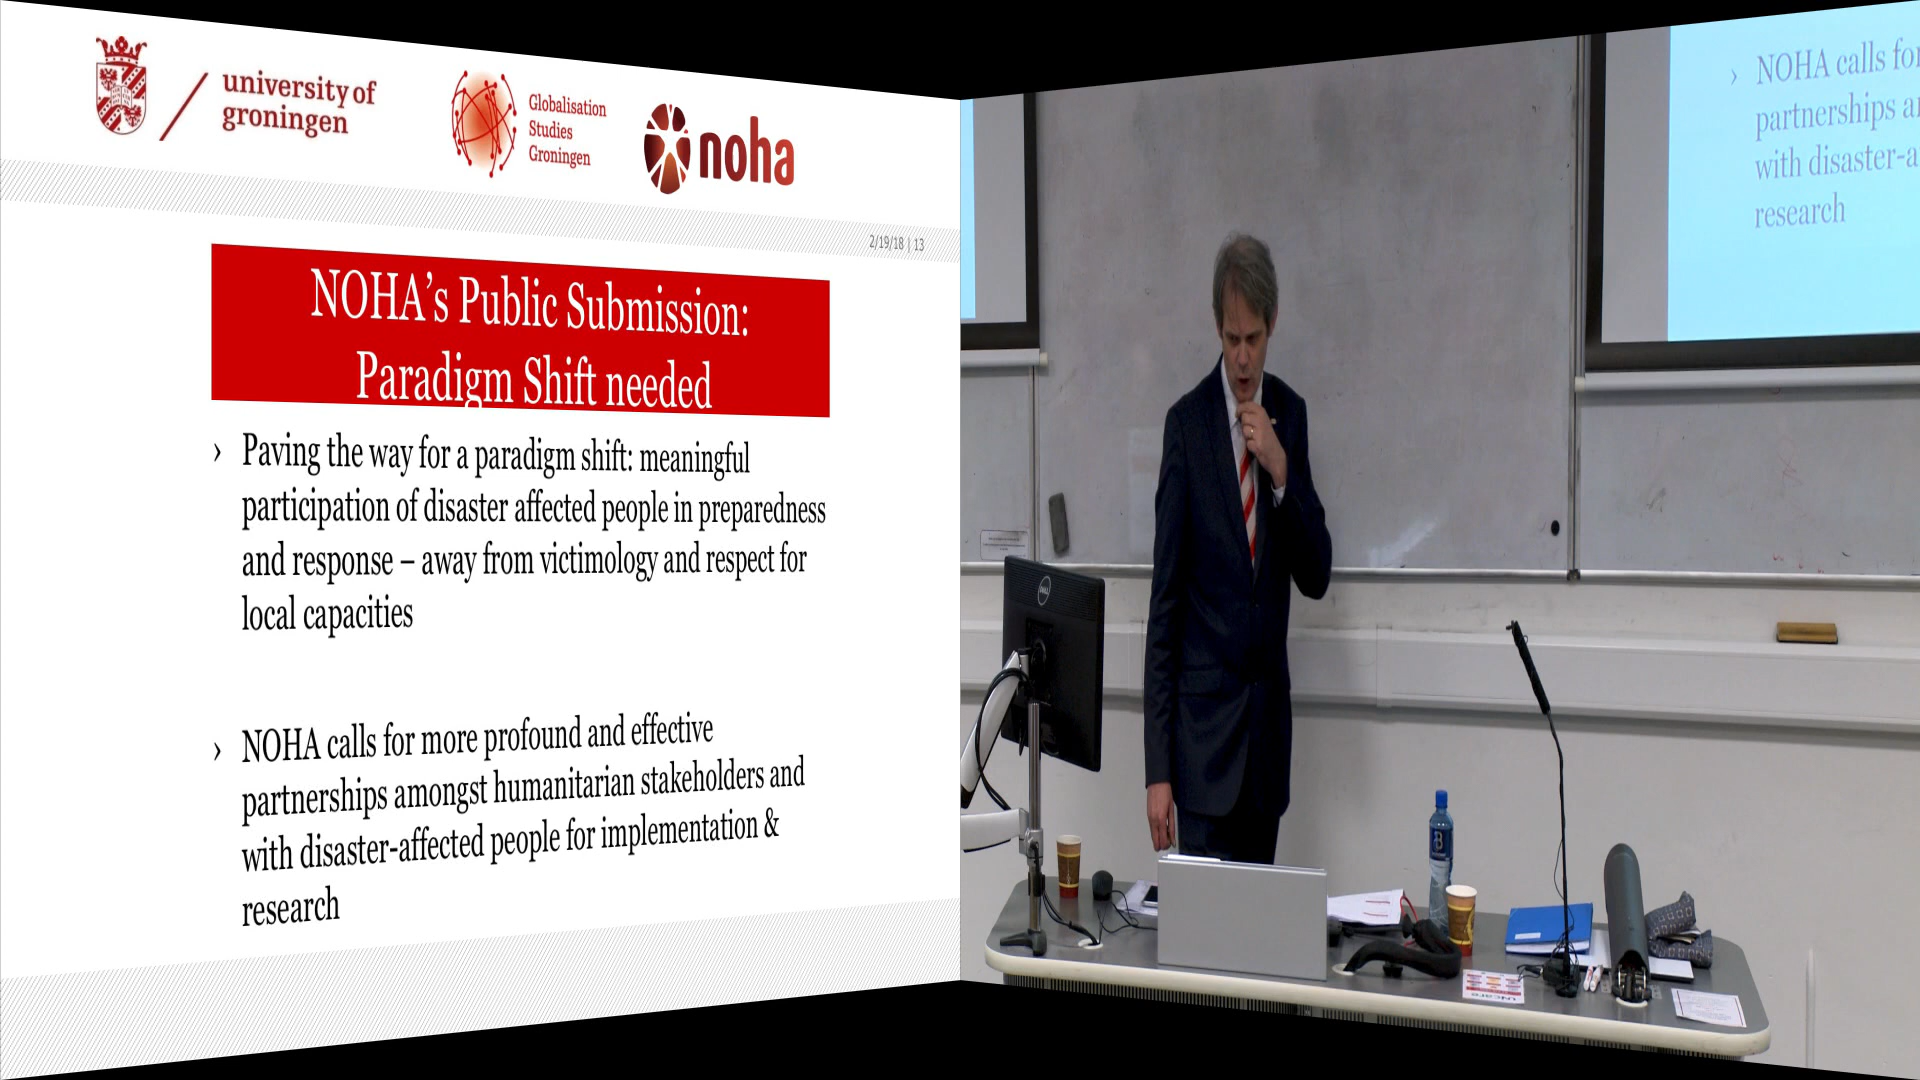 university of
groningen
Globalisation
Studies
Groningen
noha
2/19/18 | 13
NOHA's Public Submission:
Paradigm Shift needed
› Paving the way for a paradigm shift: meaningful
participation of disaster affected people in preparedness
and response – away from victimology and respect for
local capacities
› NOHA calls for more profound and effective
partnerships amongst humanitarian stakeholders and
with disaster-affected people for implementation &
research
› NOHA calls for
partnerships a
with disaster-a
research
DELL
B